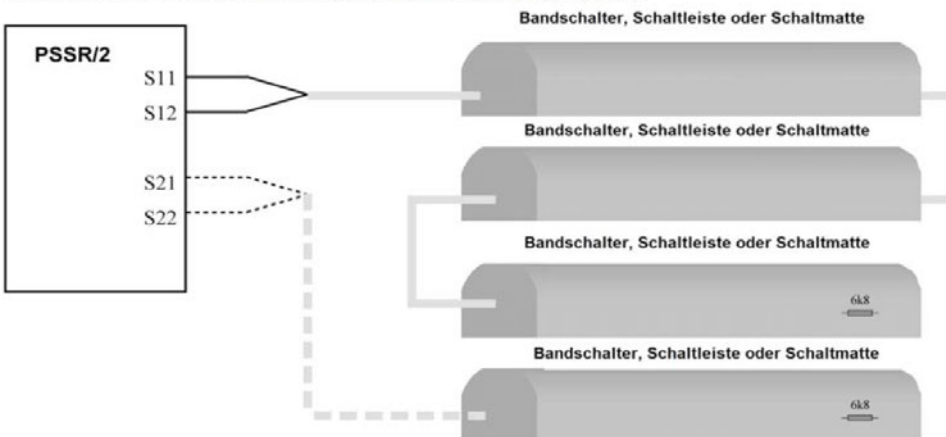 Bandschalter, Schaltleiste oder Schaltmatte
PSSR/2
S11
S12
Bandschalter, Schaltleiste oder Schaltmatte
S21
S22
Bandschalter, Schaltleiste oder Schaltmatte
6k8
Bandschalter, Schaltleiste oder Schaltmatte
6k8